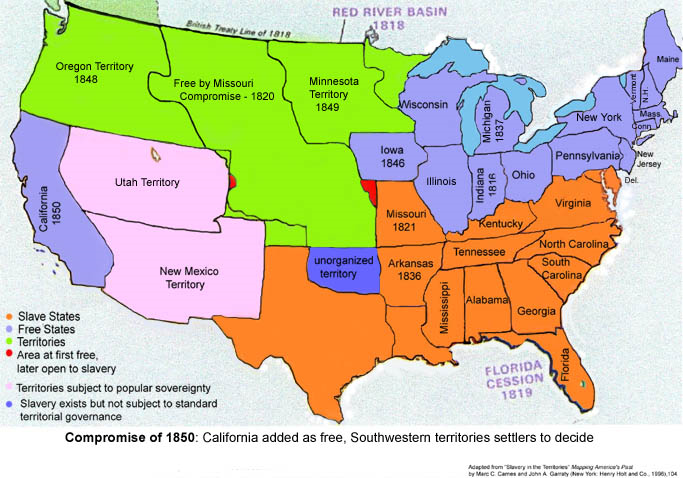 RED RIVER BASIN
1818
British Treaty Line of 1818
Oregon Territory
1848
Free by Missouri
Compromise - 1820
Minnesota
Territory
1849
Maine
Vermont
N.H.
Mass.
Conn.
New York
Wisconsin
Michigan
1837
Iowa
1846
Pennsylvania
New
Jersey
Del.
Utah Territory
California
1850
Illinois
Indiana
1816
Ohio
Missouri
1821
Kentucky
Virginia
New Mexico
Territory
unorganized
territory
Arkansas
1836
Tennessee
North Carolina
South
Carolina
Mississippi
Alabama
Georgia
Florida
FLORIDA
CESSION
1819
Slave States
Free States
Territories
Area at first free,
later open to slavery
Territories subject to popular sovereignty
Slavery exists but not subject to standard
territorial governance
Compromise of 1850: California added as free, Southwestern territories settlers to decide
Adapted from "Slavery in the Territories" Mapping America's Past
by Marc C. Carnes and John A. Garraty (New York: Henry Holt and Co., 1996),104.